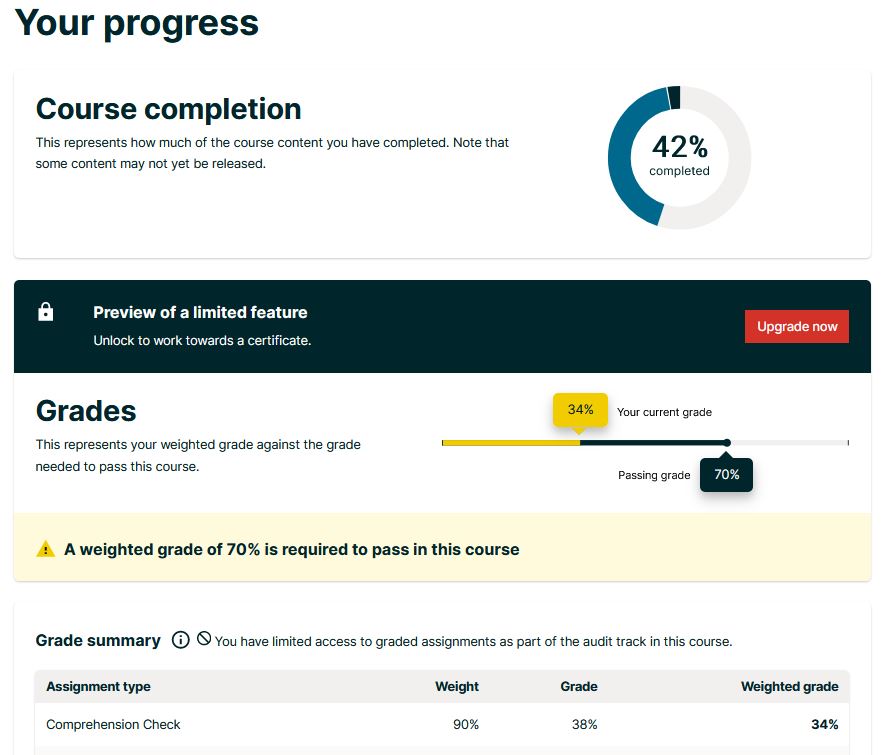 Your progress
Course completion
This represents how much of the course content you have completed. Note that
some content may not yet be released.
42%
completed
Preview of a limited feature
Unlock to work towards a certificate.
Upgrade now
Grades
This represents your weighted grade against the grade
needed to pass this course.
34%
Your current grade
Passing grade
70%
A weighted grade of 70% is required to pass in this course
Grade summary You have limited access to graded assignments as part of the audit track in this course.
Assignment type Weight Grade Weighted grade
Comprehension Check 90% 38% 34%